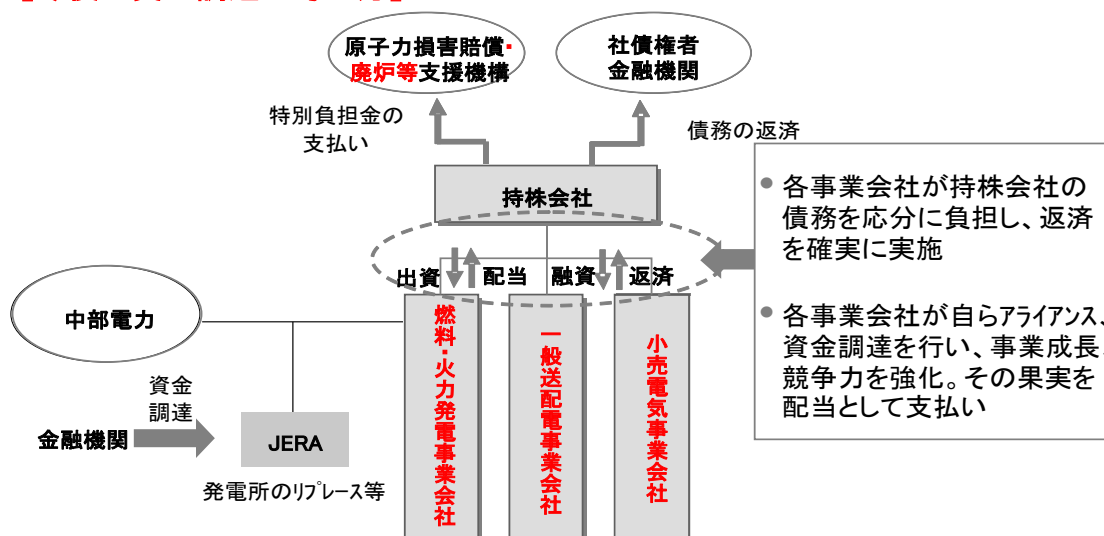 原子力損害賠償・
廃炉等支援機構
社債権者
金融機関
特別負担金の
支払い
債務の返済
持株会社
出資
配当
融資
返済
• 各事業会社が持株会社の
債務を応分に負担し、返済
を確実に実施
• 各事業会社が自らアライアンス、
資金調達を行い、事業成長、
競争力を強化。その果実を
配当として支払い
中部電力
資金
調達
金融機関
JERA
発電所のリプレース等
燃料・火力発電事業会社
一般送配電事業会社
小売電気事業会社